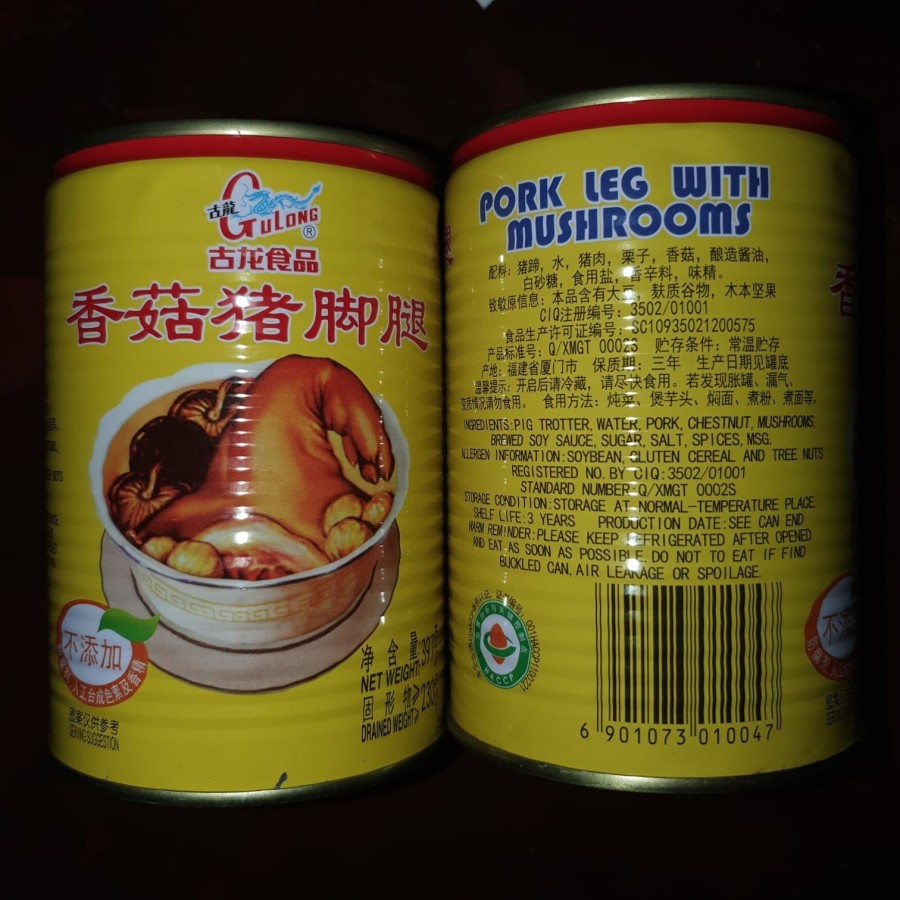 古龍
GULONG®
古龙食品
香菇猪脚腿
不添加
人工合成色素及香精
图案仅供参考
SERVING SUGGESTION
净含量
NET WEIGHT:397
固形物≥
DRAINED WEIGHT≥230g
PORK LEG WITH
MUSHROOMS
配料：猪蹄，水，猪肉，栗子，香菇，酿造酱油，
白砂糖，食用盐，香辛料，味精。
致敏原信息：本品含有大豆，麸质谷物，木本坚果
CIQ注册编号：3502/01001
食品生产许可证编号：SC10935021200575
产品标准号：Q/XMGT 0002S 贮存条件：常温贮存
产地：福建省厦门市 保质期：三年 生产日期见罐底
温馨提示：开启后请冷藏，请尽快食用。若发现胀罐、漏气、
变质情况请勿食用。 食用方法：炖菜、煲芋头、焖面、煮粉、煮面等。
INGREDIENTS:PIG TROTTER, WATER, PORK, CHESTNUT, MUSHROOMS,
BREWED SOY SAUCE, SUGAR, SALT, SPICES, MSG.
ALLERGEN INFORMATION:SOYBEAN, GLUTEN CEREAL AND TREE NUTS
REGISTERED NO. BY CIQ:3502/01001
STANDARD NUMBER:Q/XMGT 0002S
STORAGE CONDITION:STORAGE AT NORMAL-TEMPERATURE PLACE.
SHELF LIFE:3 YEARS PRODUCTION DATE:SEE CAN END
WARM REMINDER:PLEASE KEEP REFRIGERATED AFTER OPENED
AND EAT AS SOON AS POSSIBLE. DO NOT TO EAT IF FIND
BUCKLED CAN, AIR LEAKAGE OR SPOILAGE.
HACCP
001HACCP1100271
6 901073 010047
香
不添